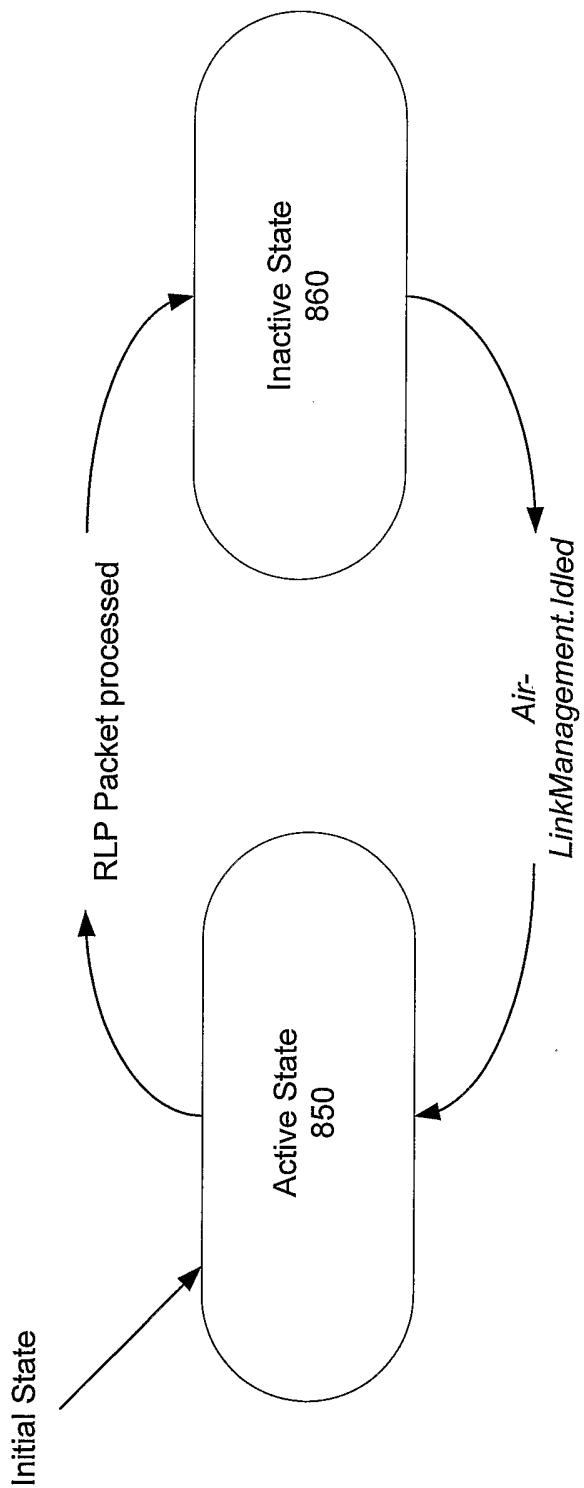 Initial State
RLP Packet processed
Active State
850
Inactive State
860
Air-
LinkManagement.Idled